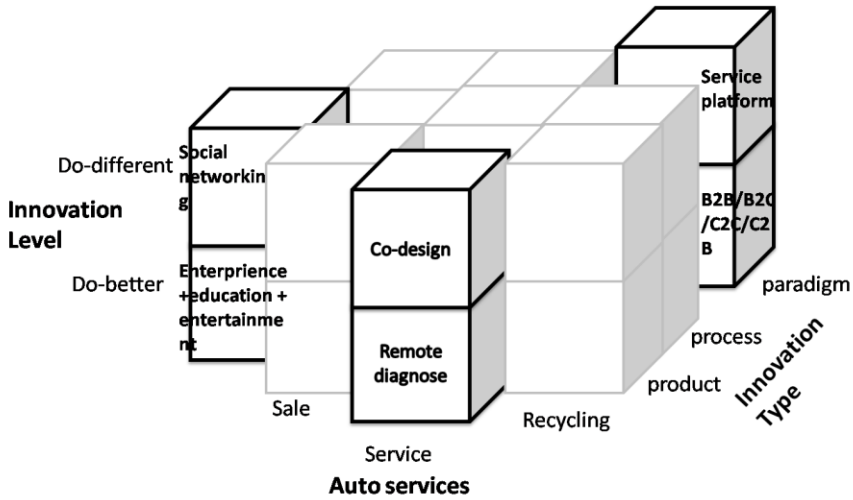 Service
platform
Social
networkin
g
Do-different
Innovation
Level
B2B/B2C
/C2C/C2
B
Co-design
Do-better
Enterprience
+education +
entertainme
nt
Remote
diagnose
paradigm
process
product
Innovation
Type
Sale
Recycling
Service
Auto services